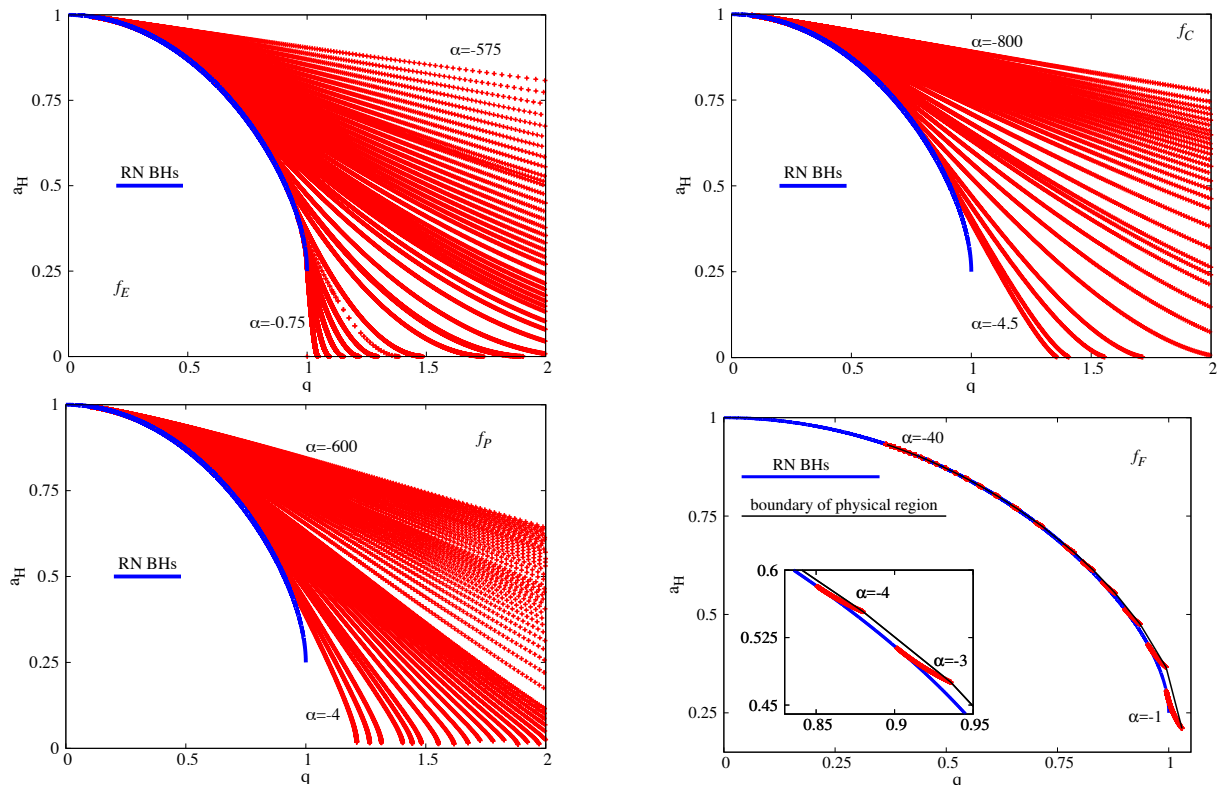 1
0.75
0.5
0.25
0
a_H
0 0.5 1 1.5 2
q
α=-575
RN BHs
f_E
α=-0.75
1
0.75
0.5
0.25
0
a_H
0 0.5 1 1.5 2
q
α=-800
f_C
RN BHs
α=-4.5
1
0.75
0.5
0.25
0
a_H
0 0.5 1 1.5 2
q
α=-600
f_P
RN BHs
α=-4
1
0.75
0.5
0.25
a_H
0 0.25 0.5 0.75 1
q
α=-40
f_F
RN BHs
boundary of physical region
0.6
0.525
0.45
0.85 0.9 0.95
α=-4
α=-3
α=-1